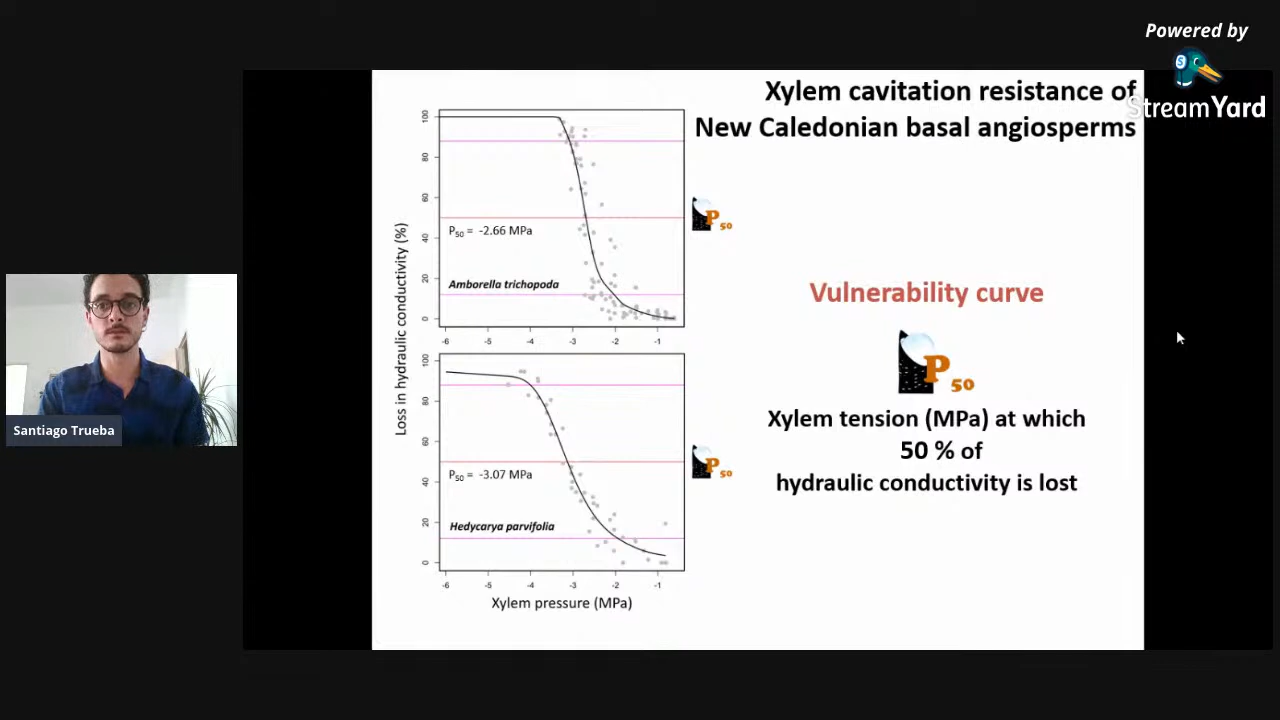 Powered by
StreamYard
Xylem cavitation resistance of
New Caledonian basal angiosperms
Loss in hydraulic conductivity (%)
100
80
60
40
20
0
P50 = -2.66 MPa
Amborella trichopoda
-6 -5 -4 -3 -2 -1
P50
100
80
60
40
20
0
P50 = -3.07 MPa
Hedycarya parvifolia
-6 -5 -4 -3 -2 -1
Xylem pressure (MPa)
P50
Vulnerability curve
P50
Xylem tension (MPa) at which
50 % of
hydraulic conductivity is lost
Santiago Trueba